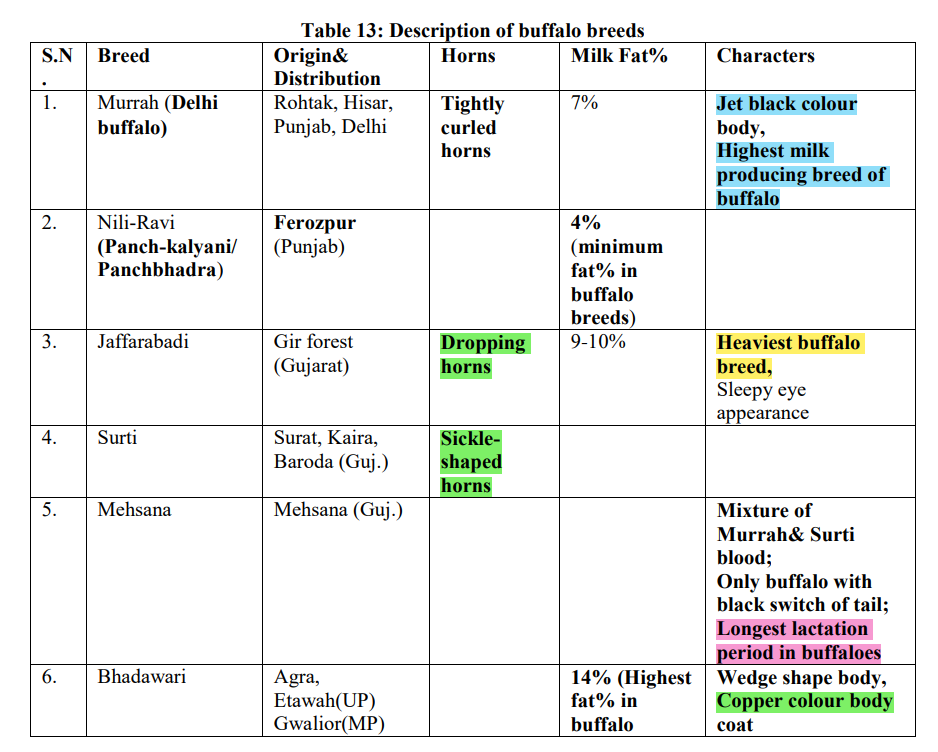 Table 13: Description of buffalo breeds
S.N
.
Breed
Origin&
Distribution
Horns
Milk Fat%
Characters
1.
Murrah (Delhi
buffalo)
Rohtak, Hisar,
Punjab, Delhi
Tightly
curled
horns
7%
Jet black colour
body,
Highest milk
producing breed of
buffalo
2.
Nili-Ravi
(Panch-kalyani/
Panchbhadra)
Ferozpur
(Punjab)
4%
(minimum
fat% in
buffalo
breeds)
3.
Jaffarabadi
Gir forest
(Gujarat)
Dropping
horns
9-10%
Heaviest buffalo
breed,
Sleepy eye
appearance
4.
Surti
Surat, Kaira,
Baroda (Guj.)
Sickle-
shaped
horns
5.
Mehsana
Mehsana (Guj.)
Mixture of
Murrah& Surti
blood;
Only buffalo with
black switch of tail;
Longest lactation
period in buffaloes
6.
Bhadawari
Agra,
Etawah(UP)
Gwalior(MP)
14% (Highest
fat% in
buffalo
Wedge shape body,
Copper colour body
coat